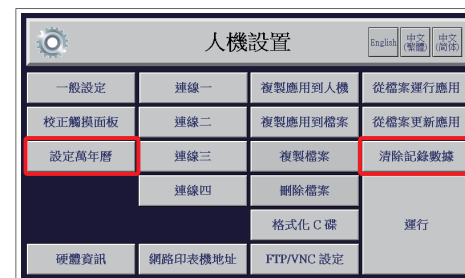 人機設置
English
中文
(繁體)
中文
(简体)
一般設定 連線一 複製應用到人機 從檔案運行應用
校正觸摸面板 連線二 複製應用到檔案 從檔案更新應用
設定萬年曆 連線三 複製檔案 清除記錄數據
連線四 刪除檔案
格式化 C 碟 運行
硬體資訊 網路印表機地址 FTP/VNC 設定